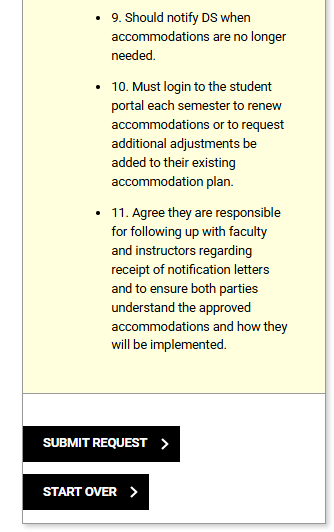 • 9. Should notify DS when
accommodations are no longer
needed.
• 10. Must login to the student
portal each semester to renew
accommodations or to request
additional adjustments be
added to their existing
accommodation plan.
• 11. Agree they are responsible
for following up with faculty
and instructors regarding
receipt of notification letters
and to ensure both parties
understand the approved
accommodations and how they
will be implemented.
SUBMIT REQUEST
START OVER